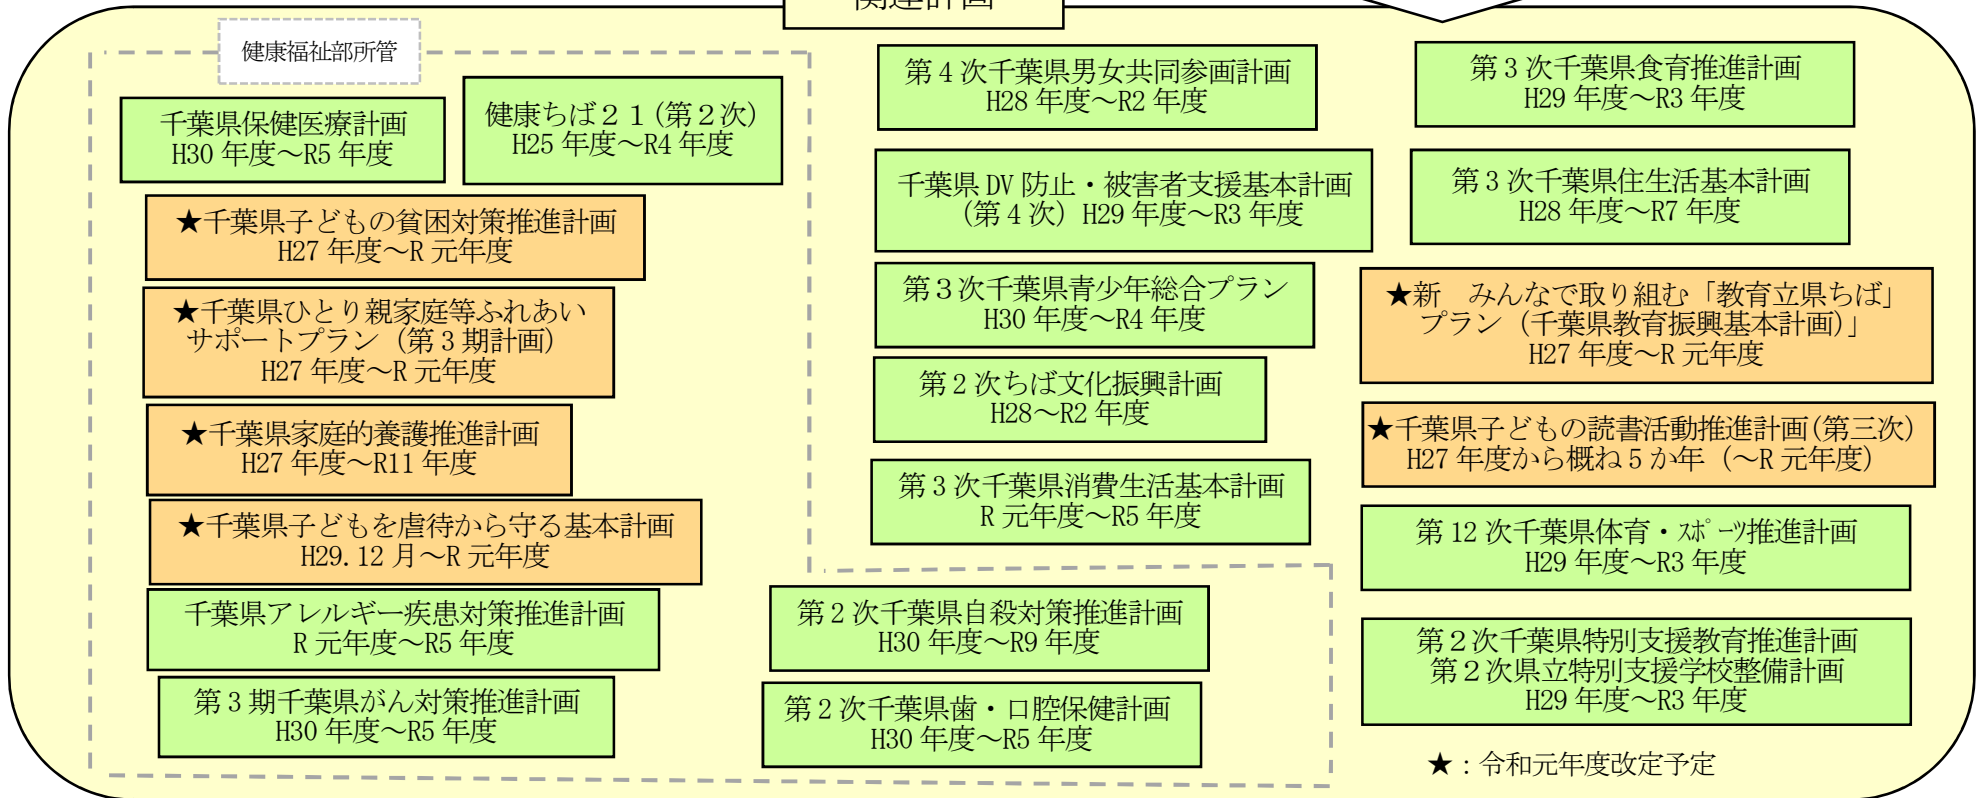 関連計画
健康福祉部所管
千葉県保健医療計画
H30 年度～R5 年度
健康ちば２１(第２次)
H25 年度～R4 年度
★千葉県子どもの貧困対策推進計画
H27 年度～R 元年度
★千葉県ひとり親家庭等ふれあい
サポートプラン（第３期計画）
H27 年度～R 元年度
★千葉県家庭的養護推進計画
H27 年度～R11 年度
★千葉県子どもを虐待から守る基本計画
H29.12 月～R 元年度
千葉県アレルギー疾患対策推進計画
R 元年度～R5 年度
第３期千葉県がん対策推進計画
H30 年度～R5 年度
第２次千葉県自殺対策推進計画
H30 年度～R9 年度
第２次千葉県歯・口腔保健計画
H30 年度～R5 年度
第４次千葉県男女共同参画計画
H28 年度～R2 年度
千葉県 DV 防止・被害者支援基本計画
（第４次）H29 年度～R3 年度
第３次千葉県青少年総合プラン
H30 年度～R4 年度
第２次ちば文化振興計画
H28～R2 年度
第３次千葉県消費生活基本計画
R 元年度～R5 年度
第３次千葉県食育推進計画
H29 年度～R3 年度
第３次千葉県住生活基本計画
H28 年度～R7 年度
★新　みんなで取り組む「教育立県ちば」
プラン（千葉県教育振興基本計画）」
H27 年度～R 元年度
★千葉県子どもの読書活動推進計画(第三次)
H27 年度から概ね５か年（～R 元年度）
第 12 次千葉県体育・ｽﾎﾟｰﾂ推進計画
H29 年度～R3 年度
第２次千葉県特別支援教育推進計画
第２次県立特別支援学校整備計画
H29 年度～R3 年度
★：令和元年度改定予定